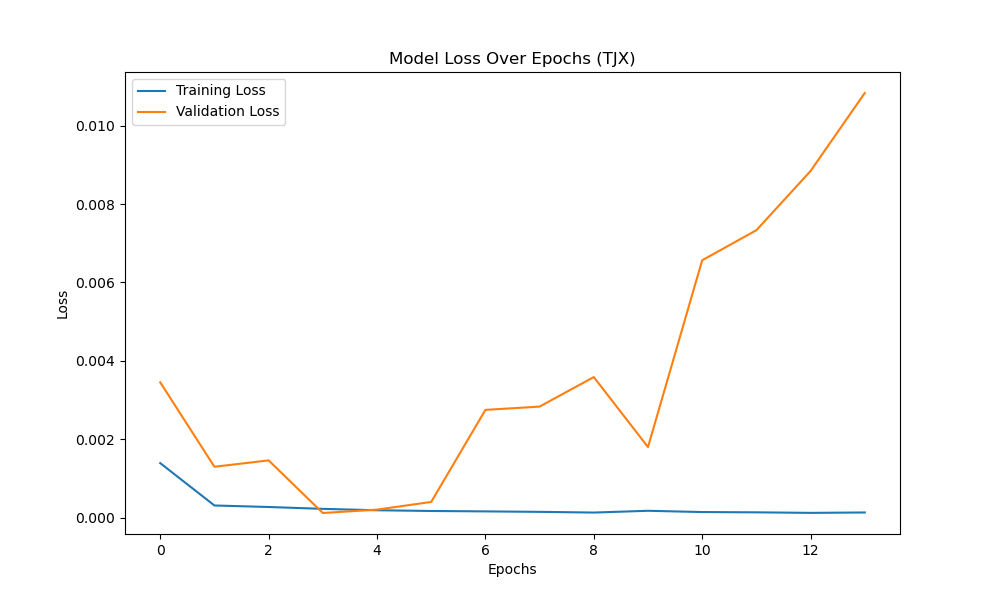 Model Loss Over Epochs (TJX)
Training Loss
Validation Loss
0.010
0.008
0.006
0.004
0.002
0.000
Loss
0 2 4 6 8 10 12
Epochs